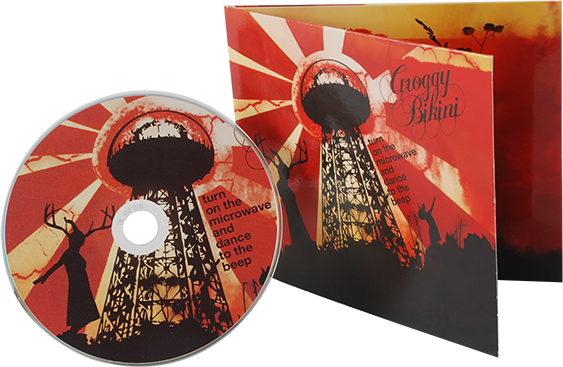 turn
on the
microwave
and
dance
to the
beep
Groggy
Bikini
turn
on the
microwave
and
dance
to the
beep